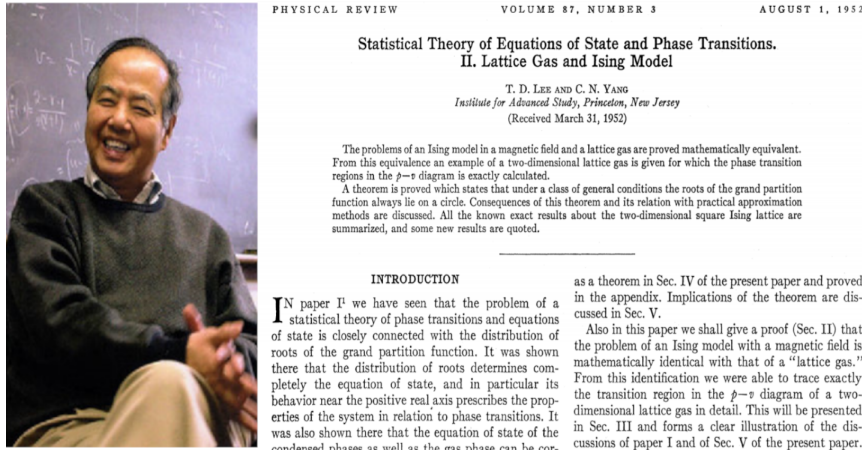 PHYSICAL REVIEW VOLUME 87, NUMBER 3 AUGUST 1, 1952
Statistical Theory of Equations of State and Phase Transitions.
II. Lattice Gas and Ising Model
T. D. LEE AND C. N. YANG
Institute for Advanced Study, Princeton, New Jersey
(Received March 31, 1952)
The problems of an Ising model in a magnetic field and a lattice gas are proved mathematically equivalent.
From this equivalence an example of a two-dimensional lattice gas is given for which the phase transition
regions in the p−v diagram is exactly calculated.
A theorem is proved which states that under a class of general conditions the roots of the grand partition
function always lie on a circle. Consequences of this theorem and its relation with practical approximation
methods are discussed. All the known exact results about the two-dimensional square Ising lattice are
summarized, and some new results are quoted.
INTRODUCTION
IN paper I¹ we have seen that the problem of a
statistical theory of phase transitions and equations
of state is closely connected with the distribution of
roots of the grand partition function. It was shown
there that the distribution of roots determines com-
pletely the equation of state, and in particular its
behavior near the positive real axis prescribes the prop-
erties of the system in relation to phase transitions. It
was also shown there that the equation of state of the
condensed phases as well as the gas phase can be cor-
as a theorem in Sec. IV of the present paper and proved
in the appendix. Implications of the theorem are dis-
cussed in Sec. V.
Also in this paper we shall give a proof (Sec. II) that
the problem of an Ising model with a magnetic field is
mathematically identical with that of a “lattice gas.”
From this identification we were able to trace exactly
the transition region in the p−v diagram of a two-
dimensional lattice gas in detail. This will be presented
in Sec. III and forms a clear illustration of the dis-
cussions of paper I and of Sec. V of the present paper.